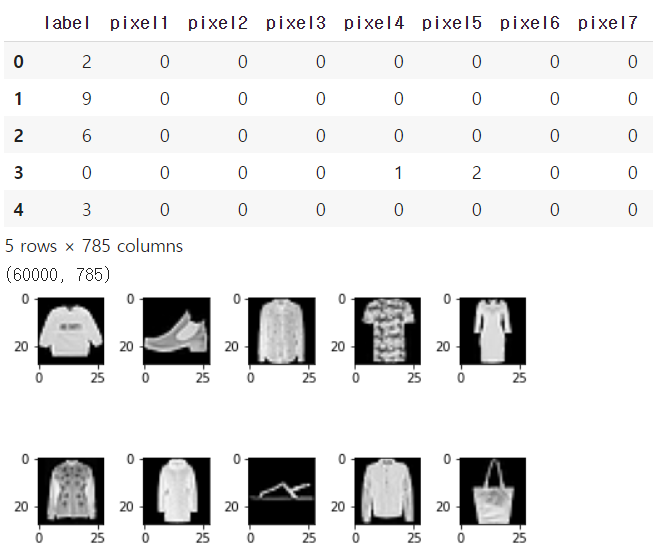 label pixel1 pixel2 pixel3 pixel4 pixel5 pixel6 pixel7
0 2 0 0 0 0 0 0 0
1 9 0 0 0 0 0 0 0
2 6 0 0 0 0 0 0 0
3 0 0 0 0 1 2 0 0
4 3 0 0 0 0 0 0 0
5 rows × 785 columns
(60000, 785)
0 0 0 0 0
20 20 20 20 20
0 25 0 25 0 25 0 25 0 25
0 0 0 0 0
20 20 20 20 20
0 25 0 25 0 25 0 25 0 25